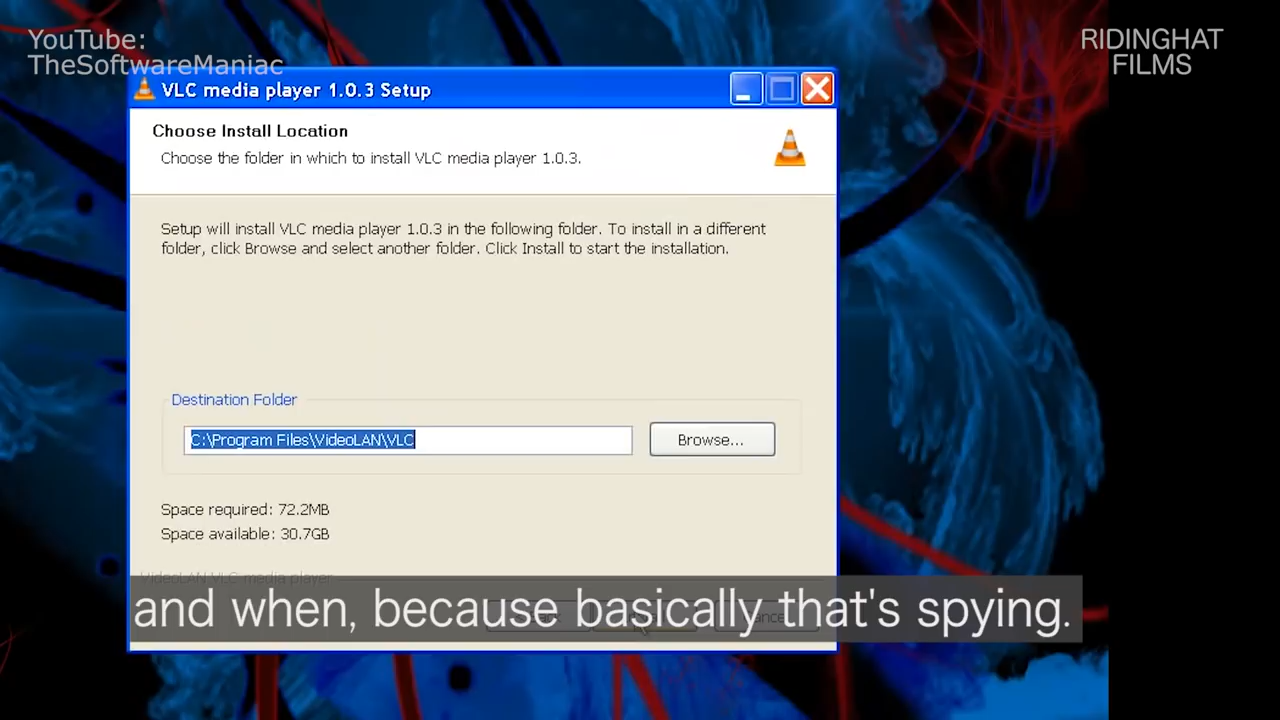 YouTube:
TheSoftwareManiac
RIDINGHAT
FILMS
VLC media player 1.0.3 Setup
Choose Install Location
Choose the folder in which to install VLC media player 1.0.3.
Setup will install VLC media player 1.0.3 in the following folder. To install in a different
folder, click Browse and select another folder. Click Install to start the installation.
Destination Folder
C:\Program Files\VideoLAN\VLC
Browse...
Space required: 72.2MB
Space available: 30.7GB
VideoLAN VLC media player
and when, because basically that's spying.